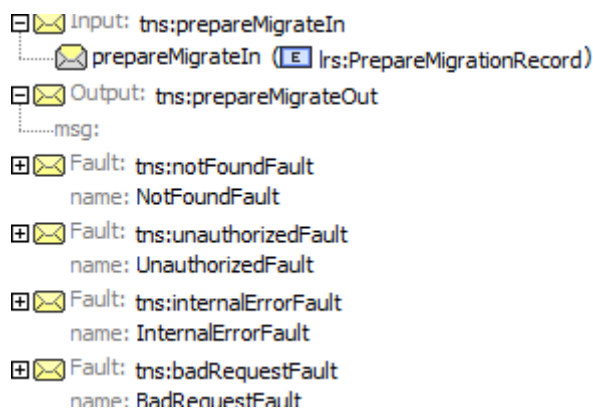 Input: tns:prepareMigrateIn
prepareMigrateIn (E lrs:PrepareMigrationRecord)
Output: tns:prepareMigrateOut
msg:
Fault: tns:notFoundFault
name: NotFoundFault
Fault: tns:unauthorizedFault
name: UnauthorizedFault
Fault: tns:internalErrorFault
name: InternalErrorFault
Fault: tns:badRequestFault
name: BadRequestFault